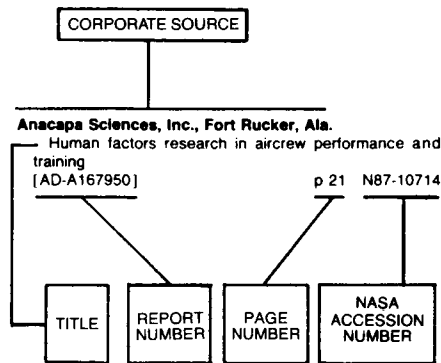 CORPORATE SOURCE
Anacapa Sciences, Inc., Fort Rucker, Ala.
Human factors research in aircrew performance and
training
[AD-A167950] p 21 N87-10714
TITLE
REPORT
NUMBER
PAGE
NUMBER
NASA
ACCESSION
NUMBER